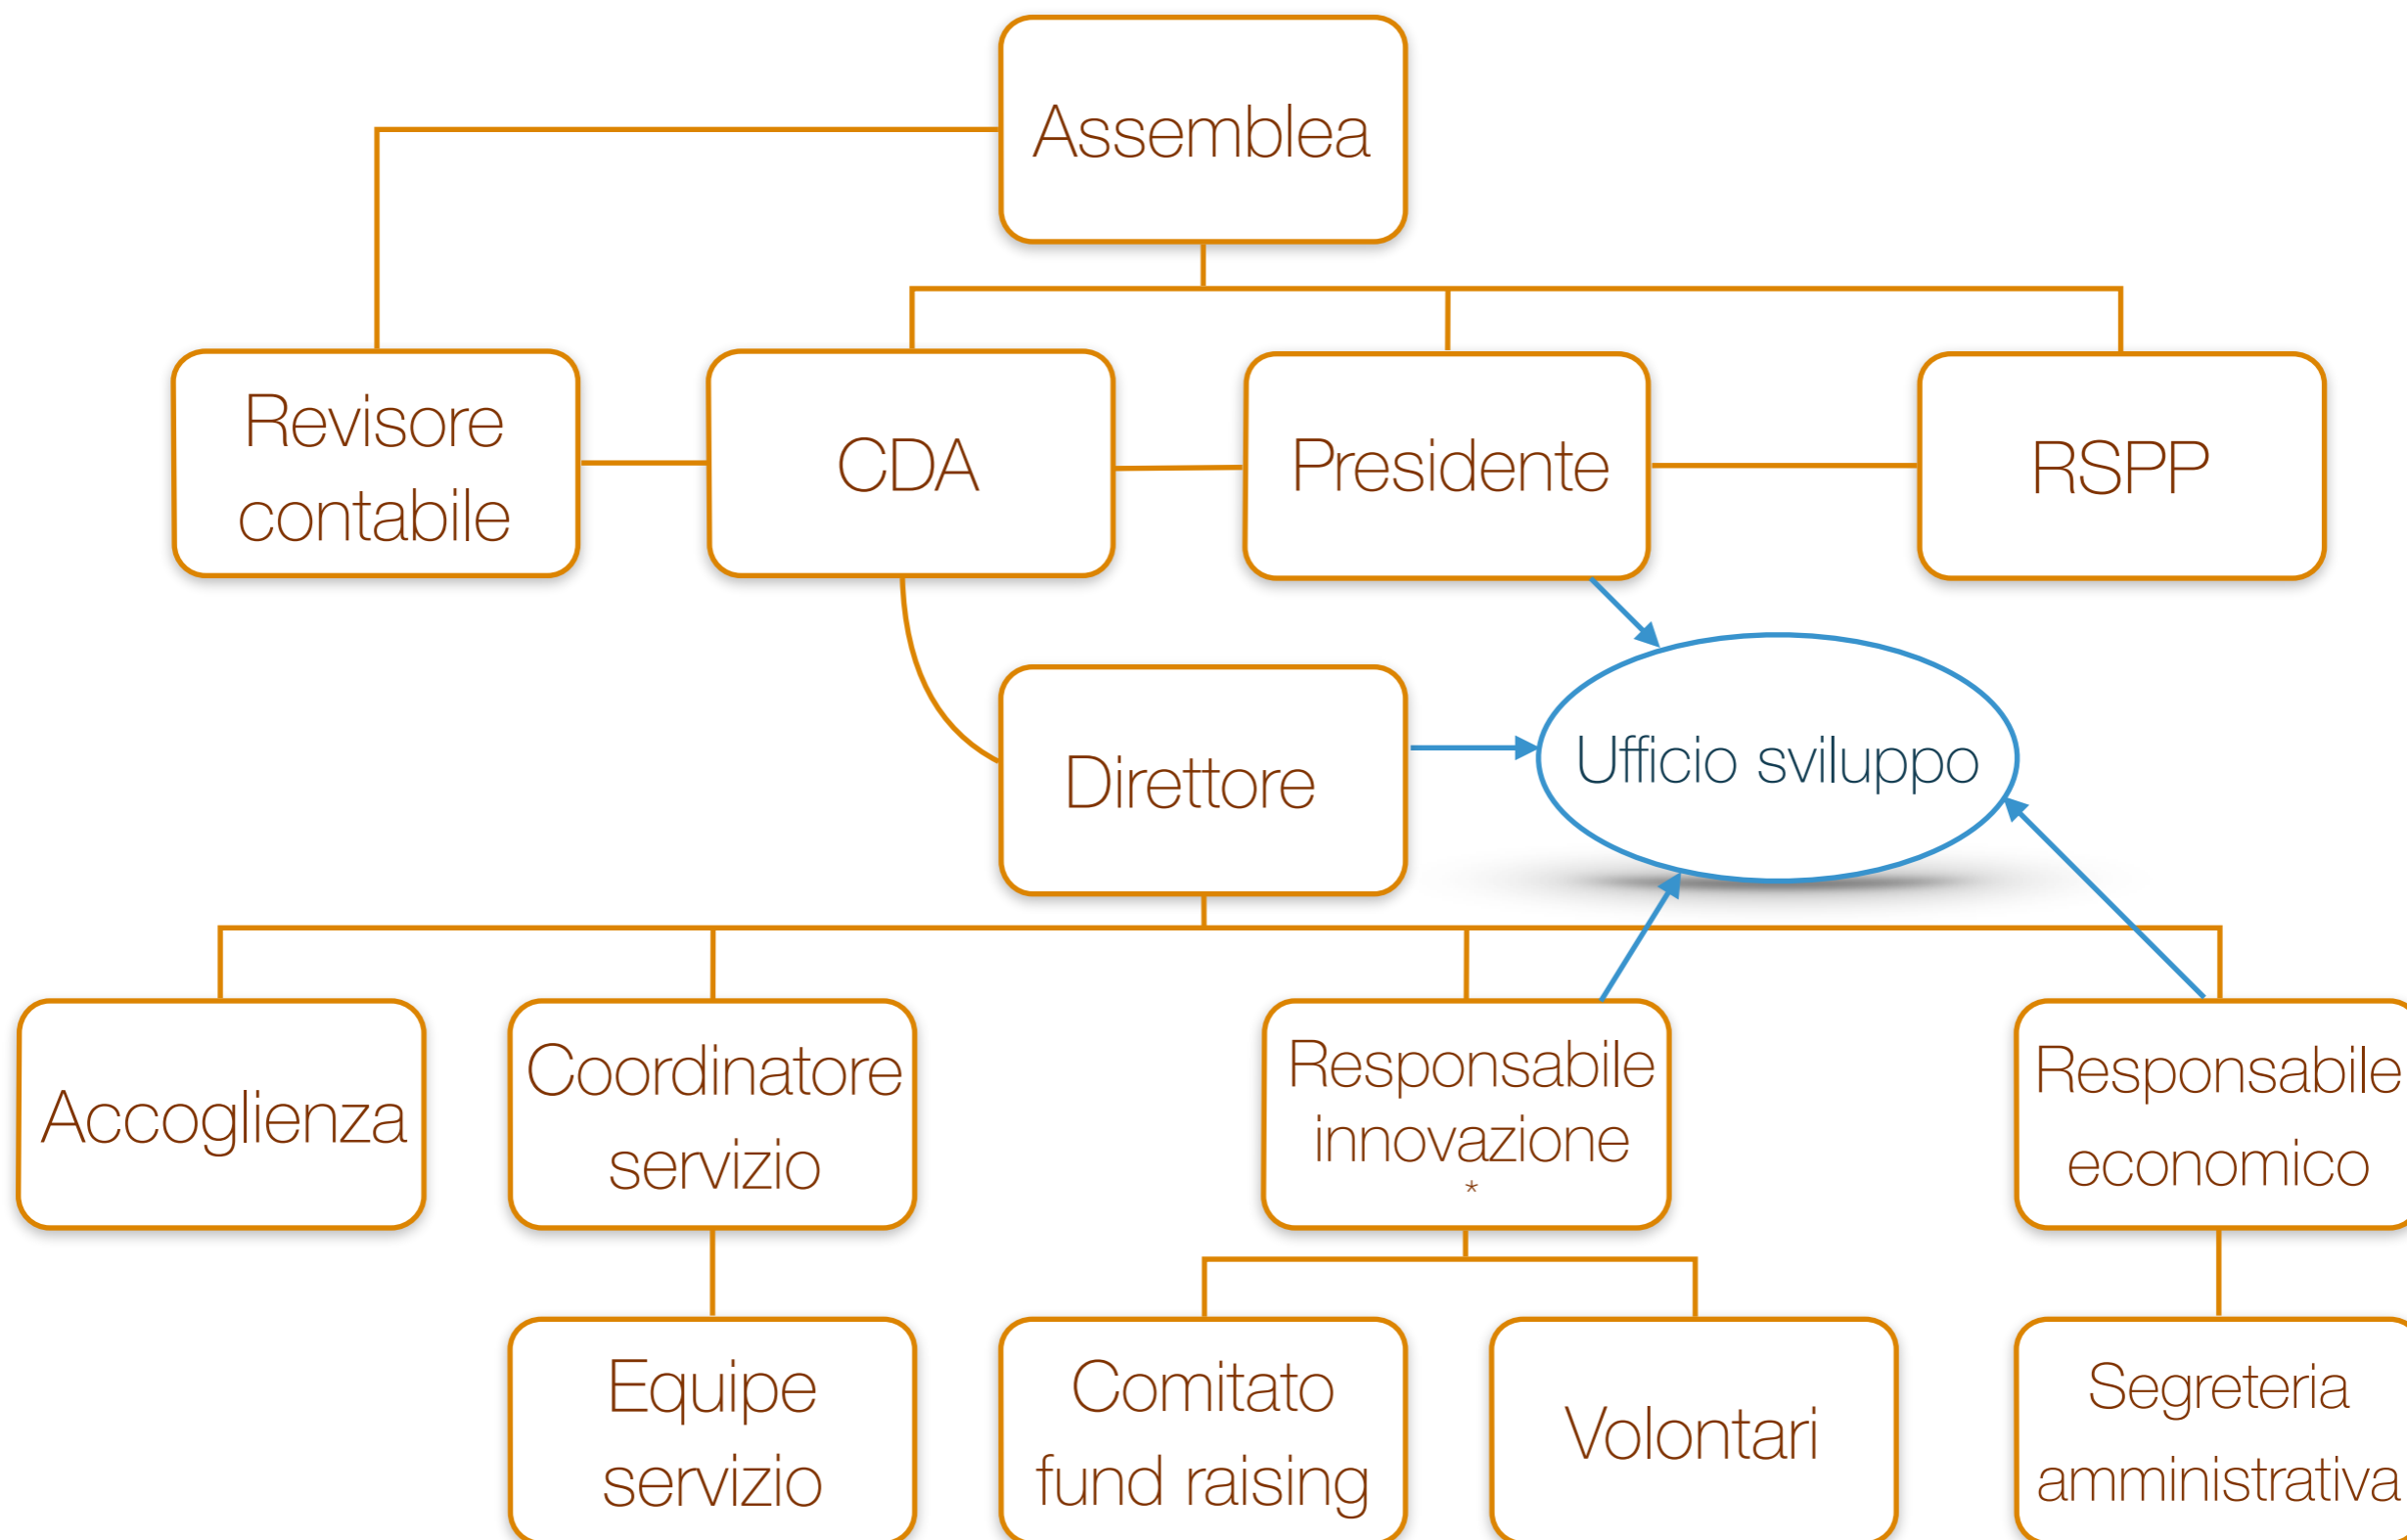 Assemblea
Revisore
contabile
CDA
Presidente
RSPP
Direttore
Ufficio sviluppo
Accoglienza
Coordinatore
servizio
Responsabile
innovazione
*
Responsabile
economico
Equipe
servizio
Comitato
fund raising
Volontari
Segreteria
amministrativa